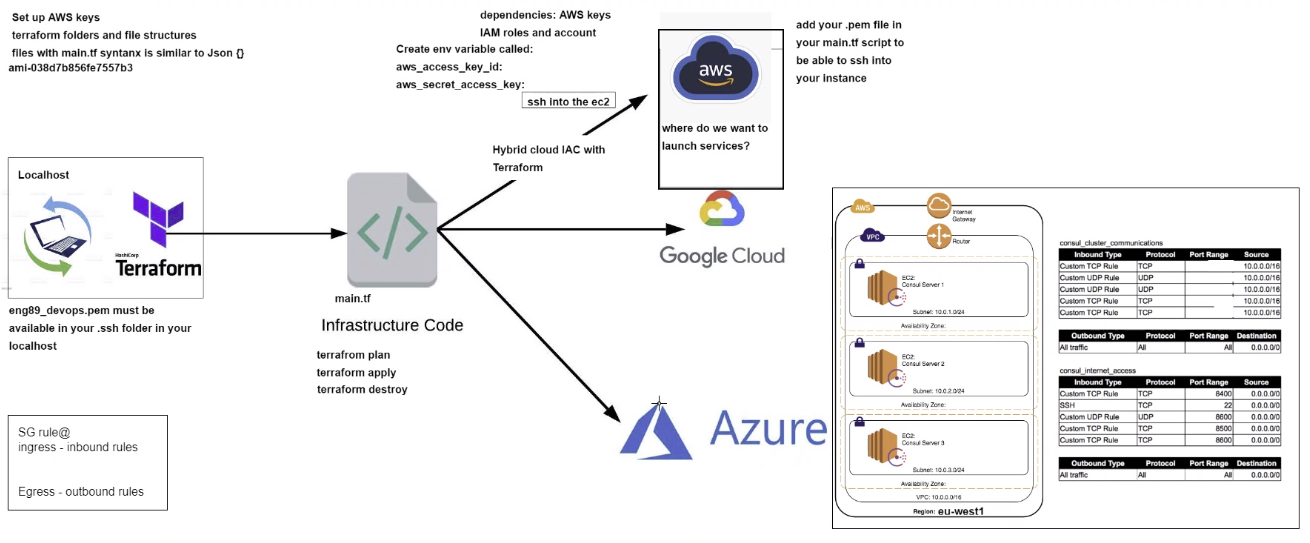 Set up AWS keys
terraform folders and file structures
files with main.tf syntanx is similar to Json {}
ami-038d7b856fe7557b3
dependencies: AWS keys
IAM roles and account
Create env variable called:
aws_access_key_id:
aws_secret_access_key:
ssh into the ec2
aws
where do we want to
launch services?
add your .pem file in
your main.tf script to
be able to ssh into
your instance
Hybrid cloud IAC with
Terraform
Localhost
HashiCorp
Terraform
eng89_devops.pem must be
available in your .ssh folder in your
localhost
main.tf
Infrastructure Code
terrafrom plan
terraform apply
terraform destroy
Google Cloud
Azure
SG rule@
ingress - inbound rules
Egress - outbound rules
AWS
Internet
Gateway
VPC
Router
EC2:
Consul Server 1
Subnet: 10.0.1.0/24
Availability Zone:
EC2:
Consul Server 2
Subnet: 10.0.2.0/24
Availability Zone:
EC2:
Consul Server 3
Subnet: 10.0.3.0/24
Availability Zone:
VPC: 10.0.0.0/16
Region: eu-west1
consul_cluster_communications
Inbound Type Protocol Port Range Source
Custom TCP Rule TCP 10.0.0.0/16
Custom UDP Rule UDP 10.0.0.0/16
Custom UDP Rule UDP 10.0.0.0/16
Custom TCP Rule TCP 10.0.0.0/16
Custom TCP Rule TCP 10.0.0.0/16
Outbound Type Protocol Port Range Destination
All traffic All All 0.0.0.0/0
consul_internet_access
Inbound Type Protocol Port Range Source
Custom TCP Rule TCP 8400 0.0.0.0/0
SSH TCP 22 0.0.0.0/0
Custom UDP Rule UDP 8600 0.0.0.0/0
Custom TCP Rule TCP 8500 0.0.0.0/0
Custom TCP Rule TCP 8600 0.0.0.0/0
Outbound Type Protocol Port Range Destination
All traffic All All 0.0.0.0/0